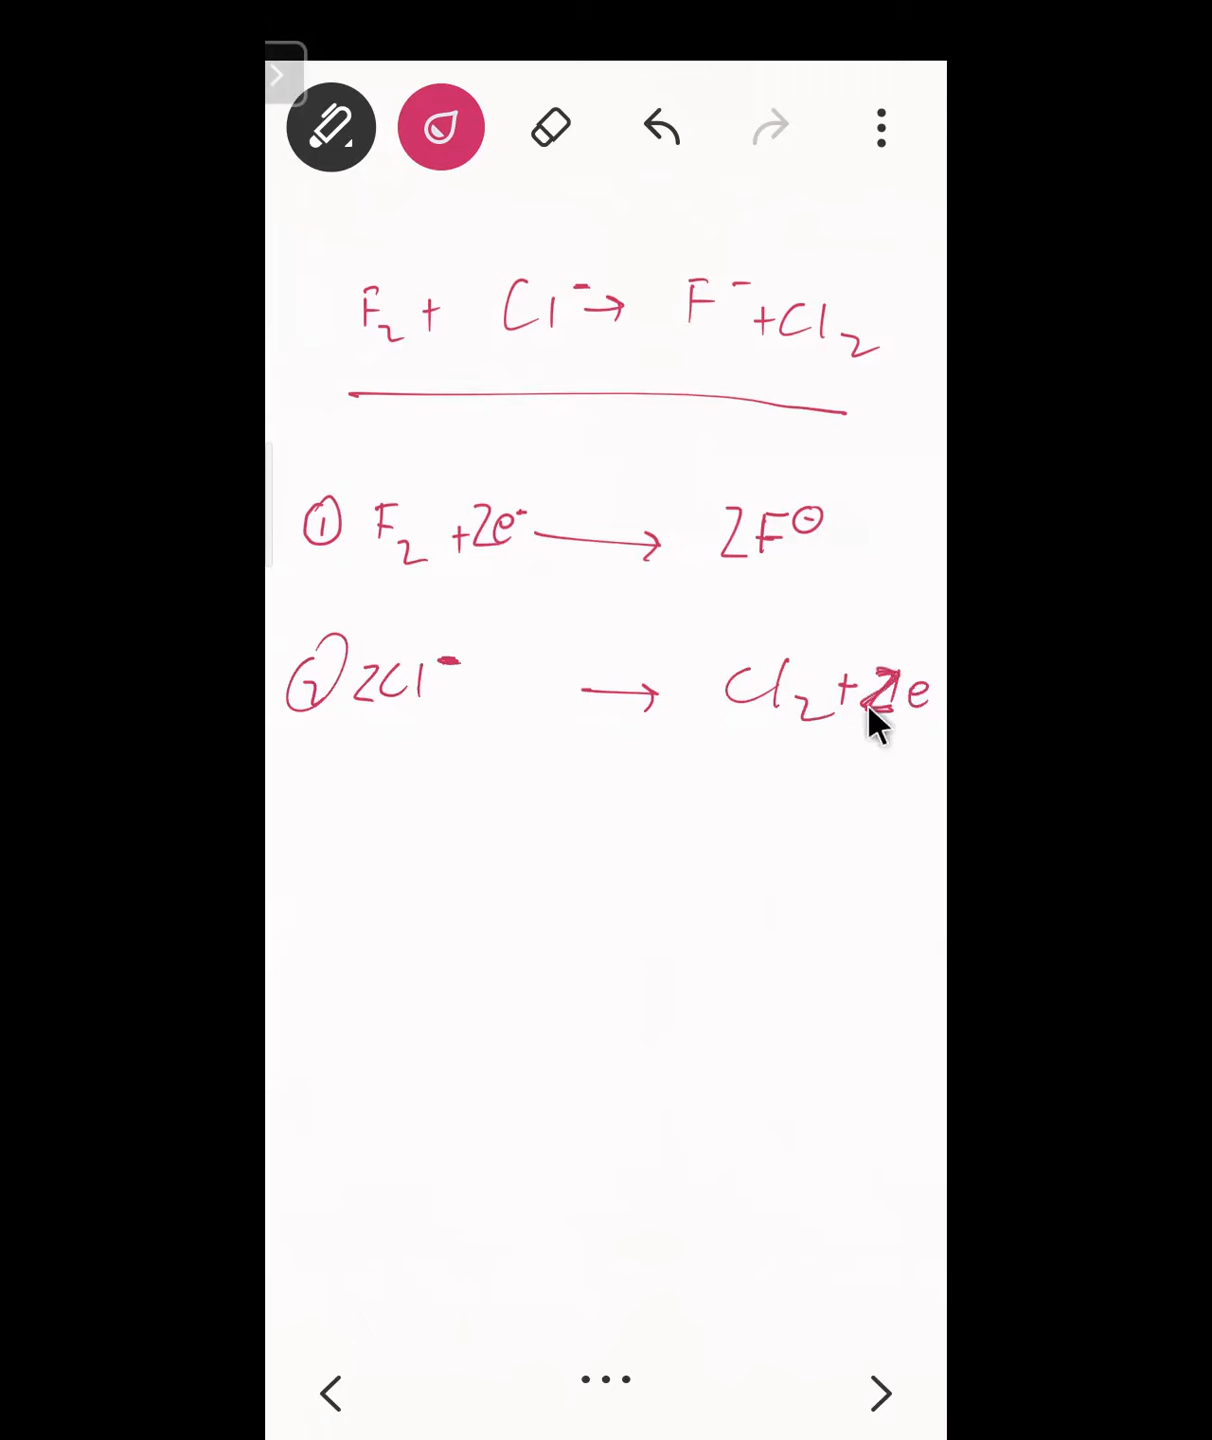 F₂ + Cl⁻ → F⁻ + Cl₂
① F₂ + 2e⁻ → 2F⊖
② 2Cl⁻ → Cl₂ + 2e